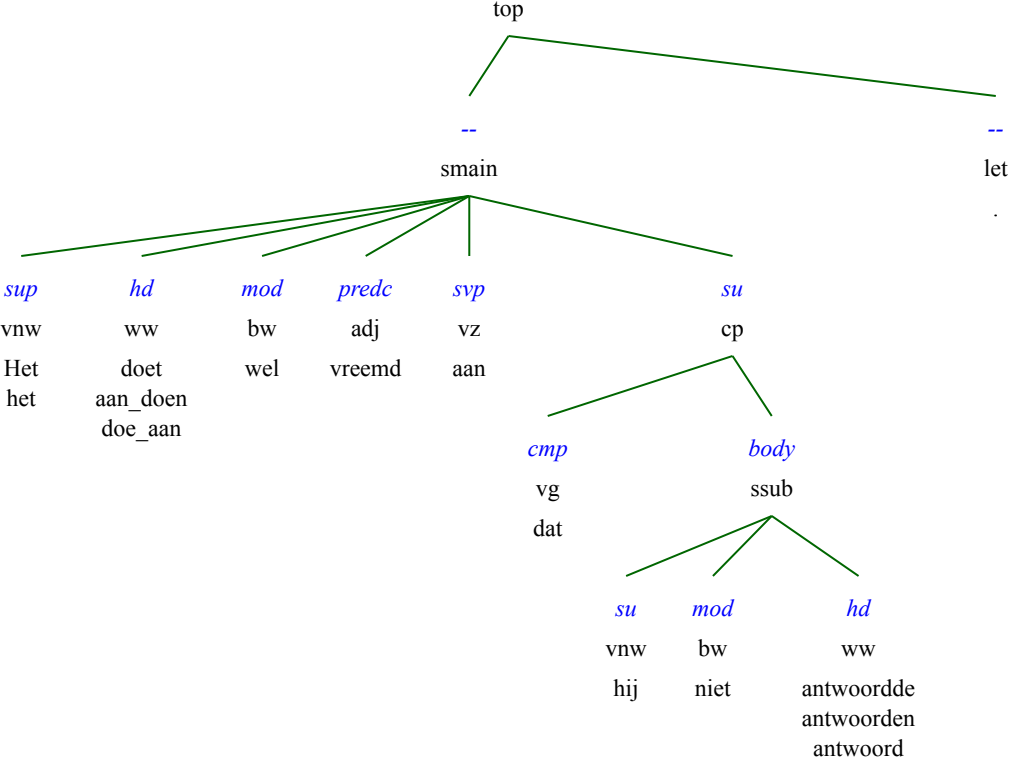 top
-- --
smain let
.
sup hd mod predc svp su
vnw ww bw adj vz cp
Het doet wel vreemd aan
het aan_doen
doe_aan
cmp body
vg ssub
dat
su mod hd
vnw bw ww
hij niet antwoordde
antwoorden
antwoord